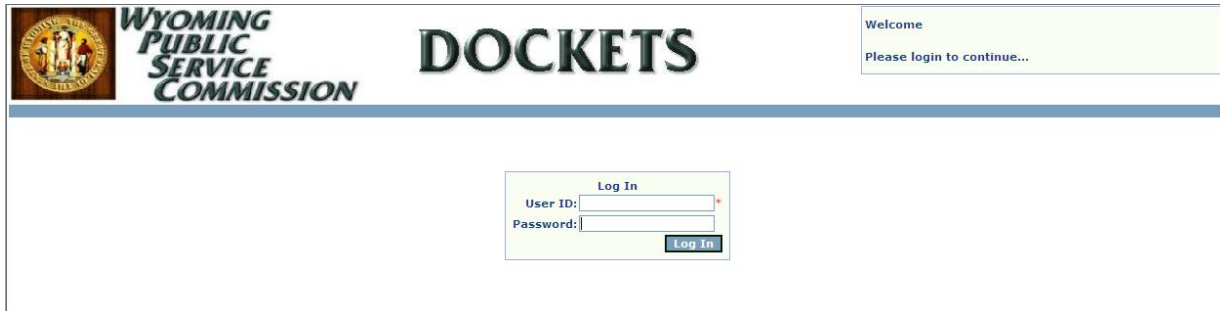 WYOMING
PUBLIC
SERVICE
COMMISSION
DOCKETS
Welcome
Please login to continue...
Log In
User ID: *
Password:
Log In